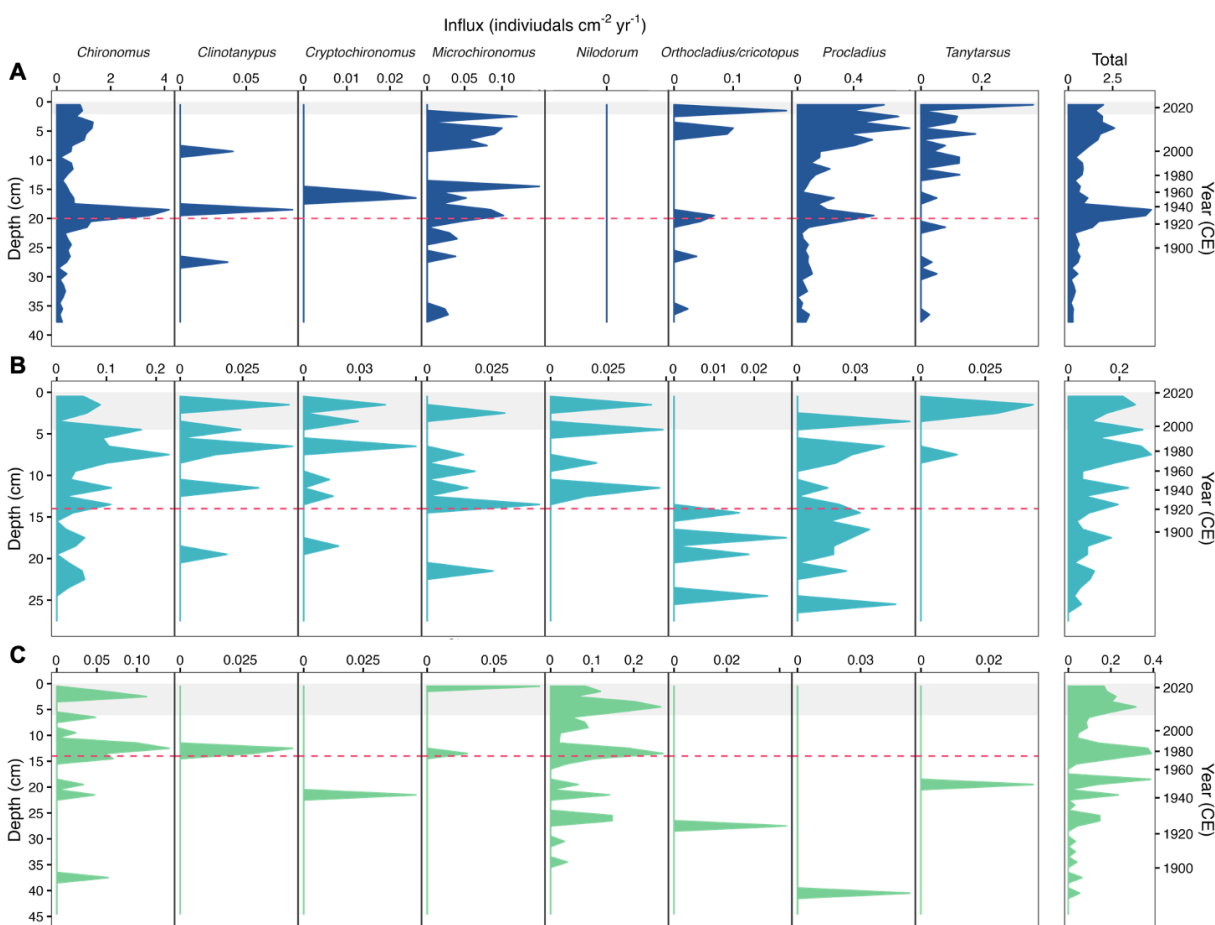 Influx (indiviudals cm-2 yr-1)
Chironomus Clinotanypus Cryptochironomus Microchironomus Nilodorum Orthocladius/cricotopus Procladius Tanytarsus Total
A
0 2 4 0 0.05 0 0.01 0.02 0 0.05 0.10 0 0 0.1 0 0.4 0 0.2 0 2.5
0 2020
5
10 2000
15 1980
1960
20 1940
1920
25 1900
30
35
40
Depth (cm)
Year (CE)
B
0 0.1 0.2 0 0.025 0 0.03 0 0.025 0 0.025 0 0.01 0.02 0 0.03 0 0.025 0 0.2
0 2020
5 2000
1980
10 1960
1940
15 1920
1900
20
25
Depth (cm)
Year (CE)
C
0 0.05 0.10 0 0.025 0 0.025 0 0.05 0 0.1 0.2 0 0.02 0 0.03 0 0.02 0 0.2 0.4
0 2020
5
10 2000
15 1980
1960
20
25 1940
30 1920
35 1900
40
45
Depth (cm)
Year (CE)